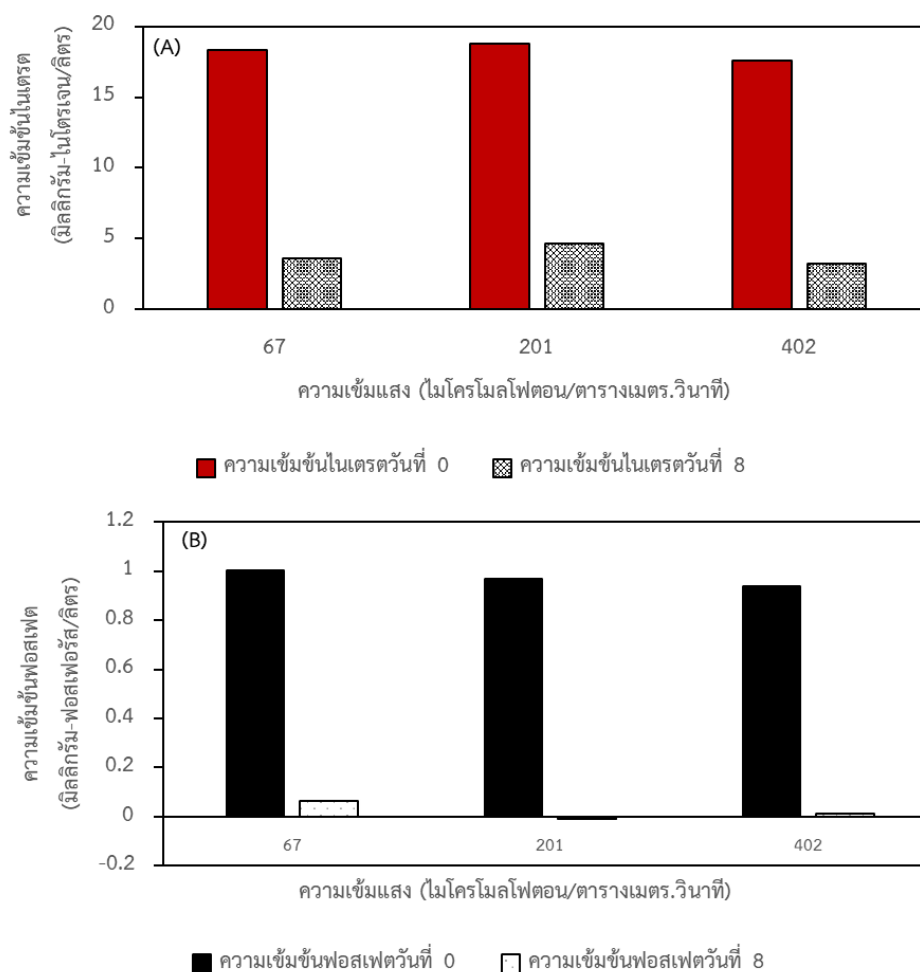 (A)
ความเข้มข้นไนเตรต
(มิลลิกรัม-ไนโตรเจน/ลิตร)
20
15
10
5
0
67 201 402
ความเข้มแสง (ไมโครโมลโฟตอน/ตารางเมตร.วินาที)
ความเข้มข้นไนเตรตวันที่ 0 ความเข้มข้นไนเตรตวันที่ 8
(B)
ความเข้มข้นฟอสเฟต
(มิลลิกรัม-ฟอสเฟอรัส/ลิตร)
1.2
1
0.8
0.6
0.4
0.2
0
-0.2
67 201 402
ความเข้มแสง (ไมโครโมลโฟตอน/ตารางเมตร.วินาที)
ความเข้มข้นฟอสเฟตวันที่ 0 ความเข้มข้นฟอสเฟตวันที่ 8